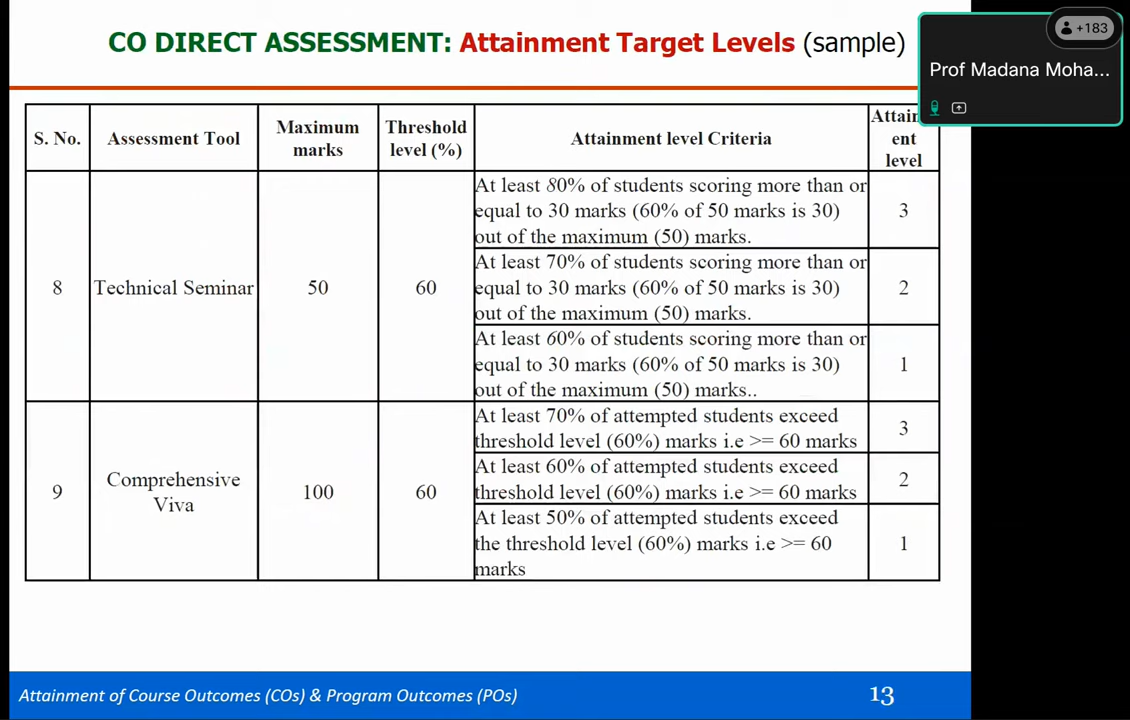 CO DIRECT ASSESSMENT: Attainment Target Levels (sample)
+183
Prof Madana Moha...
S. No.
Assessment Tool
Maximum
marks
Threshold
level (%)
Attainment level Criteria
Attain
ent
level
8
Technical Seminar
50
60
At least 80% of students scoring more than or
equal to 30 marks (60% of 50 marks is 30)
out of the maximum (50) marks.
3
At least 70% of students scoring more than or
equal to 30 marks (60% of 50 marks is 30)
out of the maximum (50) marks.
2
At least 60% of students scoring more than or
equal to 30 marks (60% of 50 marks is 30)
out of the maximum (50) marks..
1
9
Comprehensive
Viva
100
60
At least 70% of attempted students exceed
threshold level (60%) marks i.e >= 60 marks
3
At least 60% of attempted students exceed
threshold level (60%) marks i.e >= 60 marks
2
At least 50% of attempted students exceed
the threshold level (60%) marks i.e >= 60
marks
1
Attainment of Course Outcomes (COs) & Program Outcomes (POs)
13